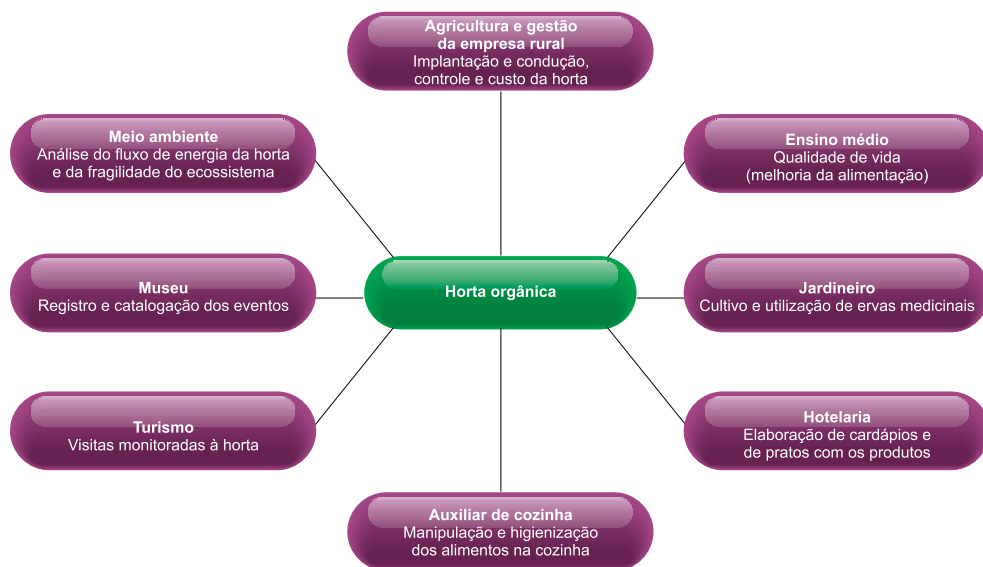 Agricultura e gestão
da empresa rural
Implantação e condução,
controle e custo da horta
Meio ambiente
Análise do fluxo de energia da horta
e da fragilidade do ecossistema
Ensino médio
Qualidade de vida
(melhoria da alimentação)
Museu
Registro e catalogação dos eventos
Horta orgânica
Jardineiro
Cultivo e utilização de ervas medicinais
Turismo
Visitas monitoradas à horta
Hotelaria
Elaboração de cardápios e
de pratos com os produtos
Auxiliar de cozinha
Manipulação e higienização
dos alimentos na cozinha